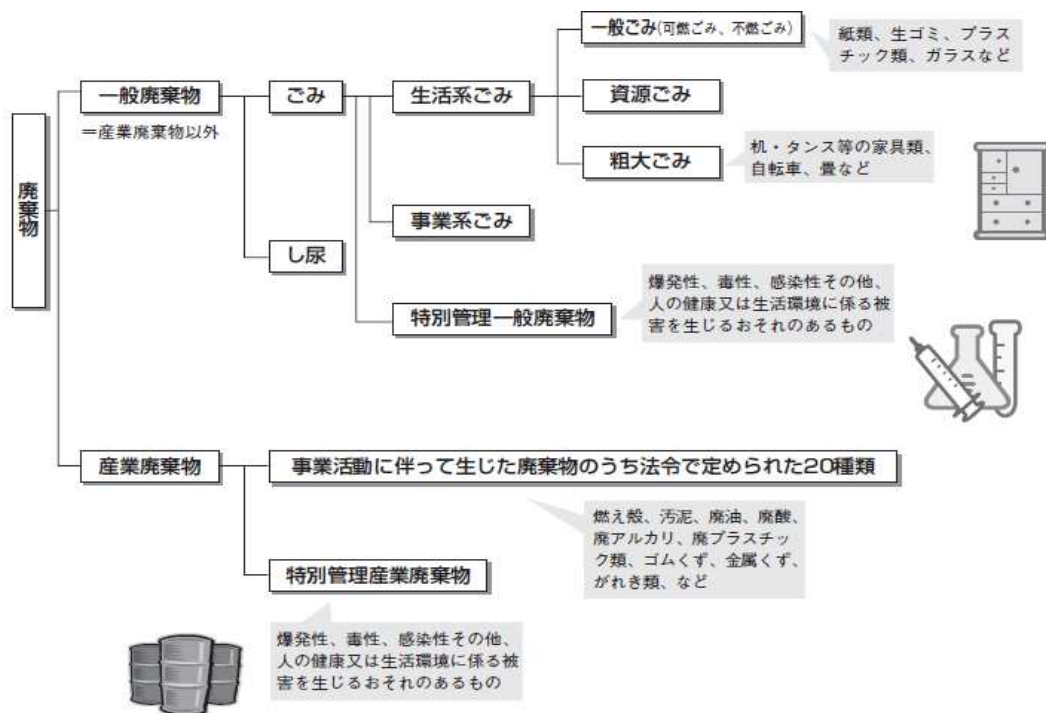 廃棄物
一般廃棄物
＝産業廃棄物以外
ごみ
し尿
生活系ごみ
事業系ごみ
特別管理一般廃棄物
一般ごみ(可燃ごみ、不燃ごみ)
紙類、生ゴミ、プラス
チック類、ガラスなど
資源ごみ
粗大ごみ
机・タンス等の家具類、
自転車、畳など
爆発性、毒性、感染性その他、
人の健康又は生活環境に係る被
害を生じるおそれのあるもの
産業廃棄物
事業活動に伴って生じた廃棄物のうち法令で定められた20種類
燃え殻、汚泥、廃油、廃酸、
廃アルカリ、廃プラスチッ
ク類、ゴムくず、金属くず、
がれき類、など
特別管理産業廃棄物
爆発性、毒性、感染性その他、
人の健康又は生活環境に係る被
害を生じるおそれのあるもの